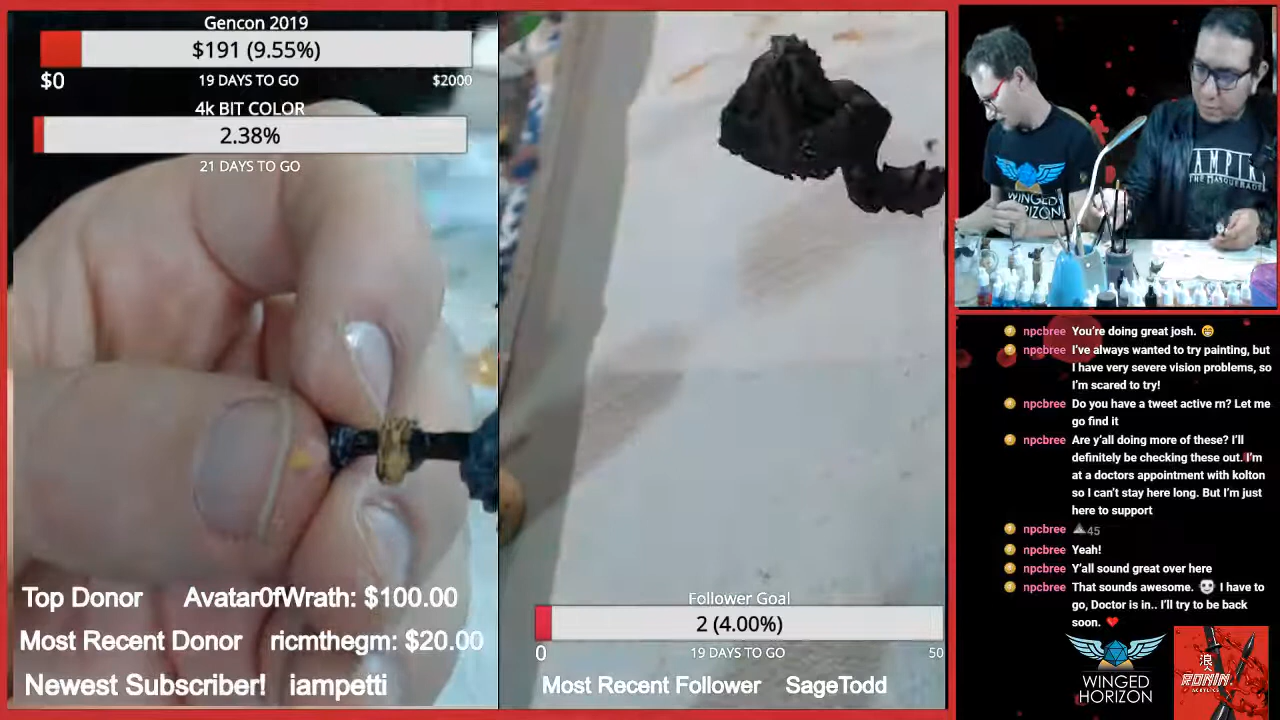 Gencon 2019
$191 (9.55%)
$0
19 DAYS TO GO
$2000
4k BIT COLOR
2.38%
21 DAYS TO GO
Top Donor AvatarOfWrath: $100.00
Most Recent Donor ricmthegm: $20.00
Newest Subscriber! iampetti
Follower Goal
2 (4.00%)
0
19 DAYS TO GO
50
Most Recent Follower SageTodd
WINGED
HORIZON
VAMPIRE
THE MASQUERADE
npcbree You're doing great josh. 😁
npcbree I've always wanted to try painting, but
I have very severe vision problems, so
I'm scared to try!
npcbree Do you have a tweet active rn? Let me
go find it
npcbree Are y'all doing more of these? I'll
definitely be checking these out. I'm
at a doctors appointment with kolton
so I can't stay here long. But I'm just
here to support
npcbree 45
npcbree Yeah!
npcbree Y'all sound great over here
npcbree That sounds awesome. I have to
go, Doctor is in.. I'll try to be back
soon. ❤️
WINGED
HORIZON
浪人
RONIN
ACRYLICS